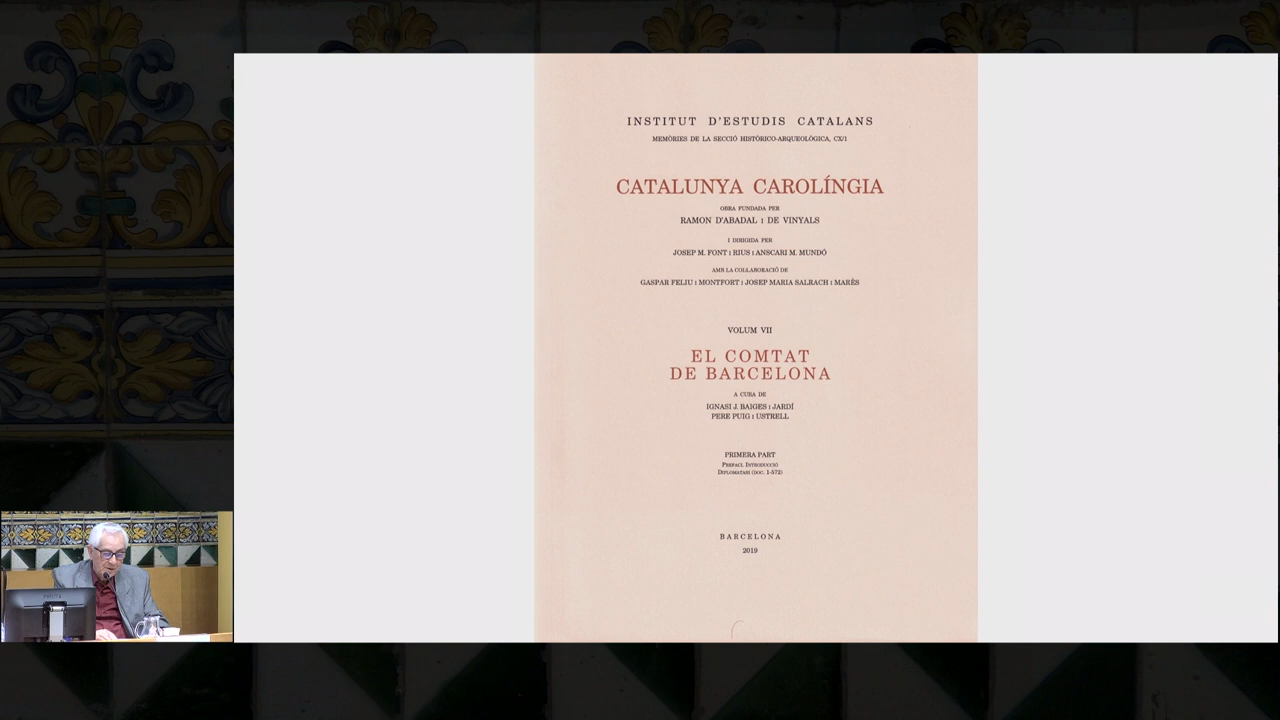 INSTITUT D'ESTUDIS CATALANS
MEMÒRIES DE LA SECCIÓ HISTÒRICO-ARQUEOLÒGICA, CX/1
CATALUNYA CAROLÍNGIA
OBRA FUNDADA PER
RAMON D'ABADAL I DE VINYALS
I DIRIGIDA PER
JOSEP M. FONT I RIUS I ANSCARI M. MUNDÓ
AMB LA COL·LABORACIÓ DE
GASPAR FELIU I MONTFORT I JOSEP MARIA SALRACH I MARÉS
VOLUM VII
EL COMTAT
DE BARCELONA
A CURA DE
IGNASI J. BAIGES I JARDÍ
PERE PUIG I USTRELL
PRIMERA PART
PREFACI. INTRODUCCIÓ
DIPLOMATARI (DOC. 1-572)
BARCELONA
2019